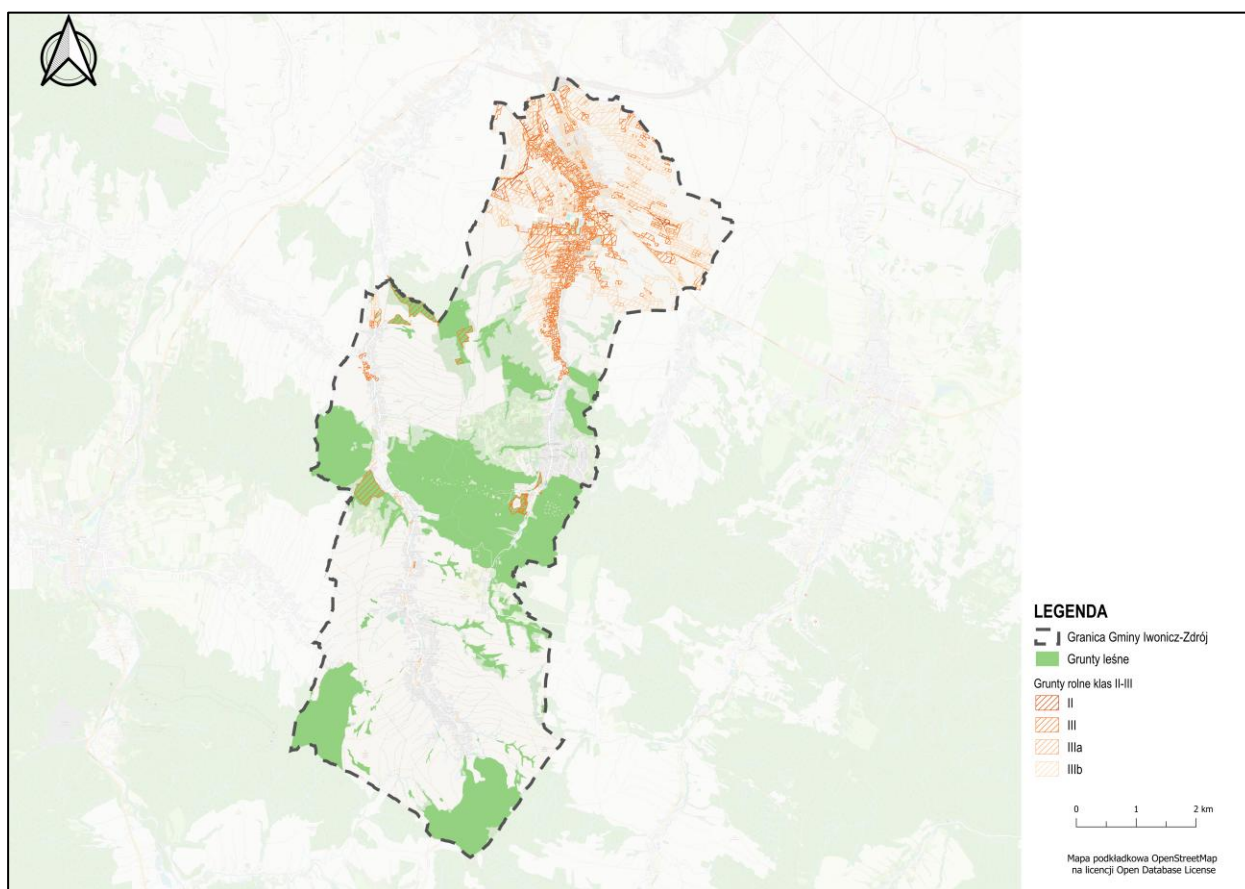 LEGENDA
Granica Gminy Iwonicz-Zdrój
Grunty leśne
Grunty rolne klas II-III
II
III
IIIa
IIIb
0 1 2 km
Mapa podkładkowa OpenStreetMap
na licencji Open Database License